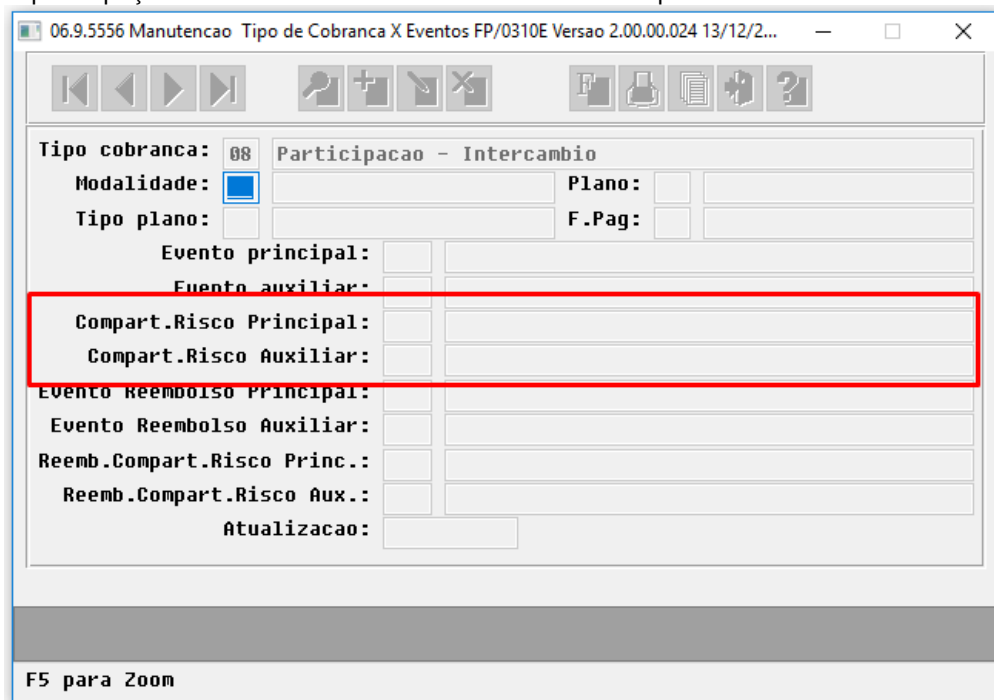 06.9.5556 Manutencao Tipo de Cobranca X Eventos FP/0310E Versao 2.00.00.024 13/12/2...
Tipo cobranca: 08 Participacao - Intercambio
Modalidade: Plano:
Tipo plano: F.Pag:
Evento principal:
Evento auxiliar:
Compart.Risco Principal:
Compart.Risco Auxiliar:
Evento Reembolso Principal:
Evento Reembolso Auxiliar:
Reemb.Compart.Risco Princ.:
Reemb.Compart.Risco Aux.:
Atualizacao:
F5 para Zoom